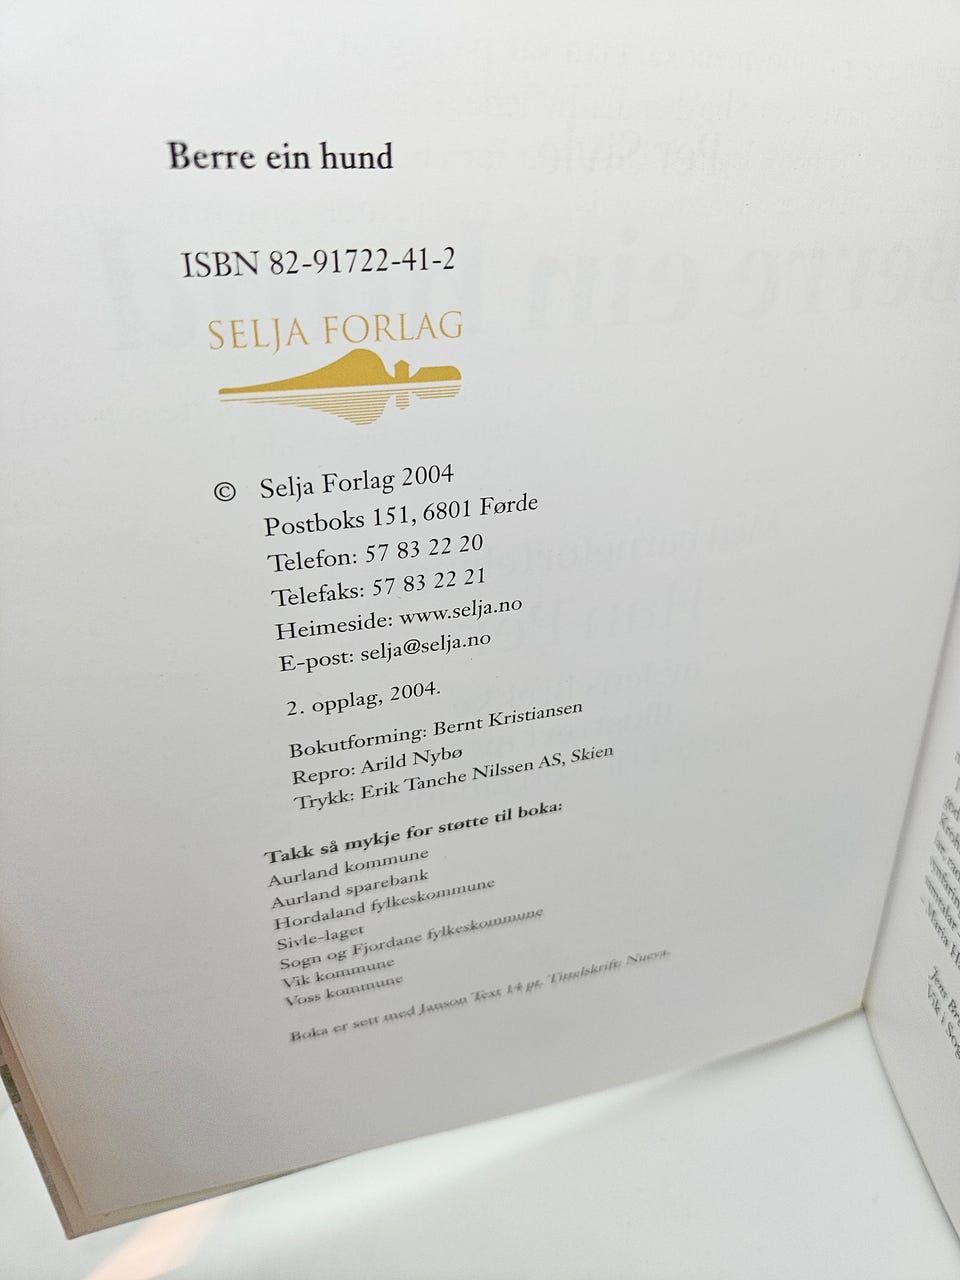 Berre ein hund
ISBN 82-91722-41-2
SELJA FORLAG
© Selja Forlag 2004
Postboks 151, 6801 Førde
Telefon: 57 83 22 20
Telefaks: 57 83 22 21
Heimeside: www.selja.no
E-post: selja@selja.no
2. opplag, 2004.
Bokutforming: Bernt Kristiansen
Repro: Arild Nybø
Trykk: Erik Tanche Nilssen AS, Skien
Takk så mykje for støtte til boka:
Aurland kommune
Aurland sparebank
Hordaland fylkeskommune
Sivle-laget
Sogn og Fjordane fylkeskommune
Vik kommune
Voss kommune
Boka er sett med Janson Text 14 pt. Tittelskrift: Nueva.